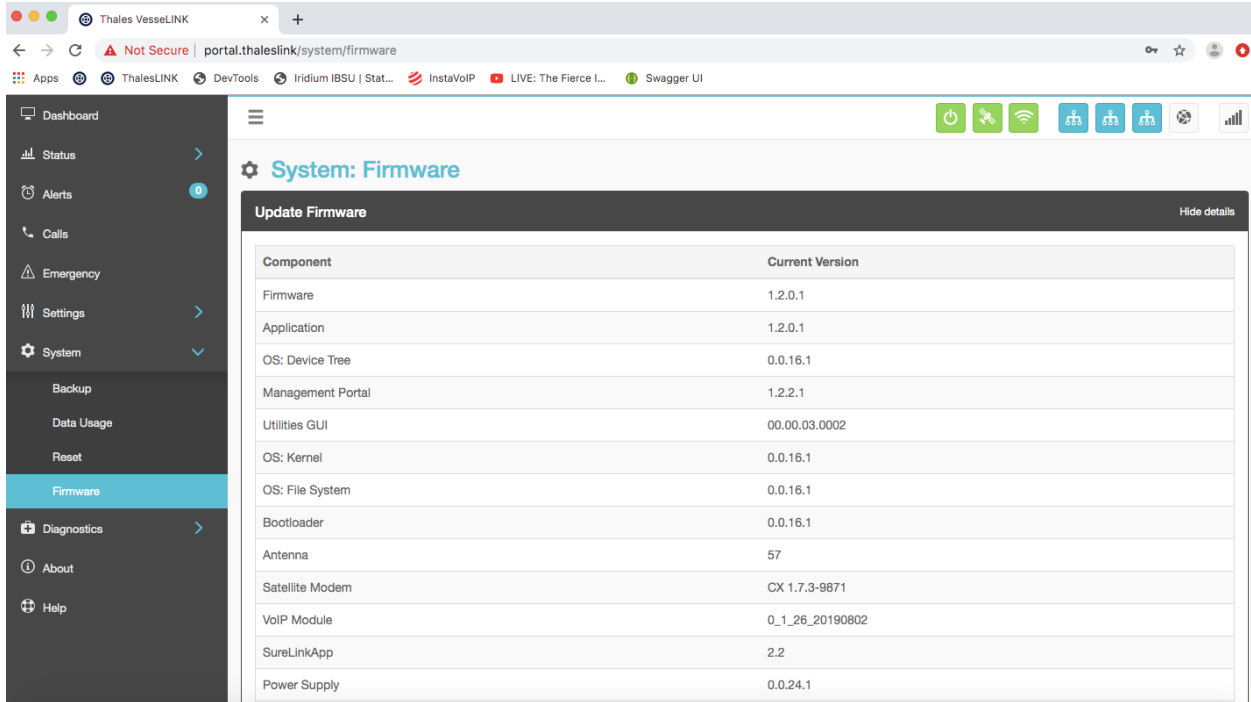 Thales VesseLINK
Not Secure | portal.thaleslink/system/firmware
Apps ThalesLINK DevTools Iridium IBSU | Stat... InstaVoIP LIVE: The Fierce I... Swagger UI
Dashboard
Status
Alerts 0
Calls
Emergency
Settings
System
Backup
Data Usage
Reset
Firmware
Diagnostics
About
Help
System: Firmware
Update Firmware Hide details
Component Current Version
Firmware 1.2.0.1
Application 1.2.0.1
OS: Device Tree 0.0.16.1
Management Portal 1.2.2.1
Utilities GUI 00.00.03.0002
OS: Kernel 0.0.16.1
OS: File System 0.0.16.1
Bootloader 0.0.16.1
Antenna 57
Satellite Modem CX 1.7.3-9871
VoIP Module 0_1_26_20190802
SureLinkApp 2.2
Power Supply 0.0.24.1